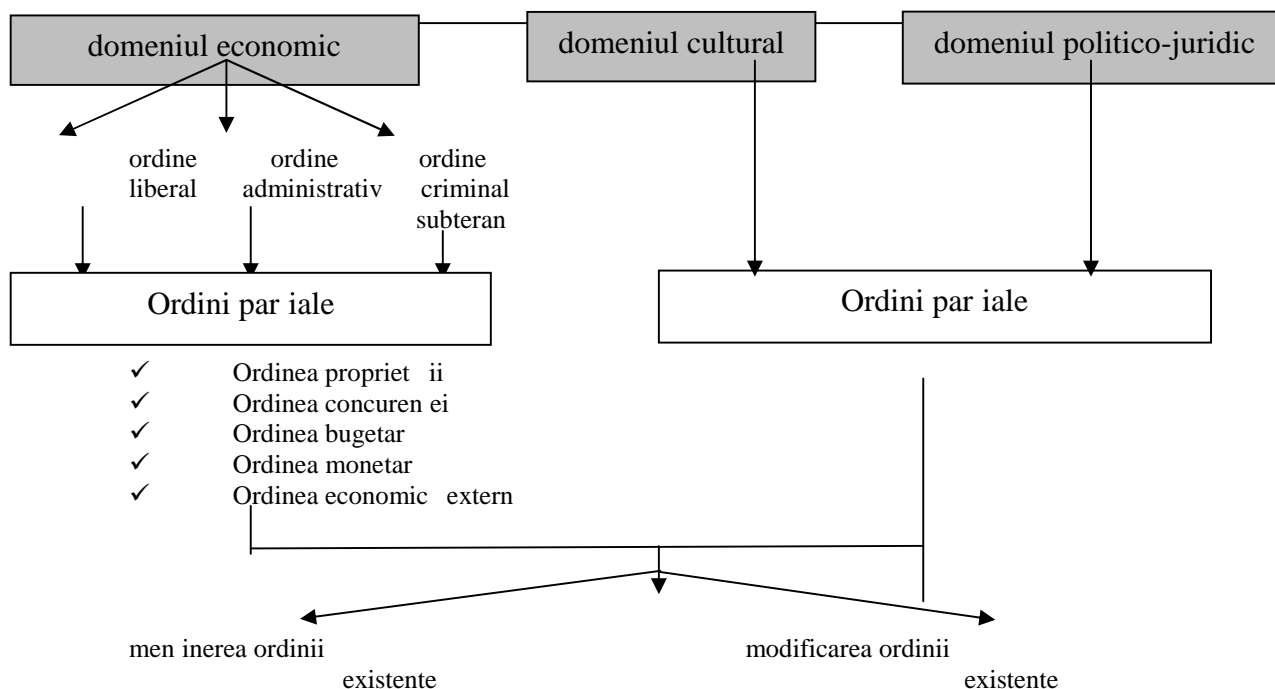 domeniul economic
domeniul cultural
domeniul politico-juridic
ordine ordine ordine
liberal administrativ criminal
subteran
Ordini par iale
Ordini par iale
✓ Ordinea propriet ii
✓ Ordinea concuren ei
✓ Ordinea bugetar
✓ Ordinea monetar
✓ Ordinea economic extern
men inerea ordinii
existente
modificarea ordinii
existente